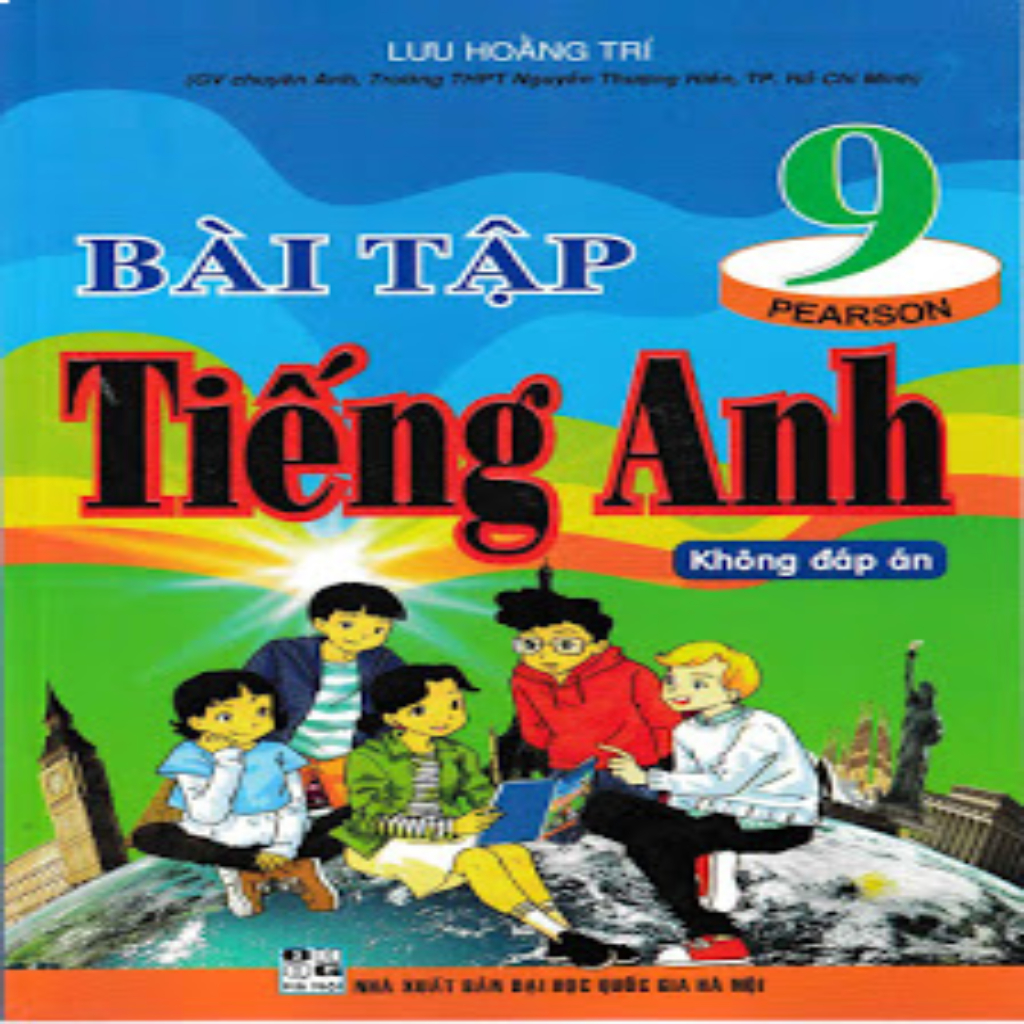 LƯU HOẰNG TRÍ
(GV chuyên Anh, Trường THPT Nguyễn Thượng Hiền, TP. Hồ Chí Minh)
9
PEARSON
BÀI TẬP
Tiếng Anh
Không đáp án
NHÀ XUẤT BẢN ĐẠI HỌC QUỐC GIA HÀ NỘI